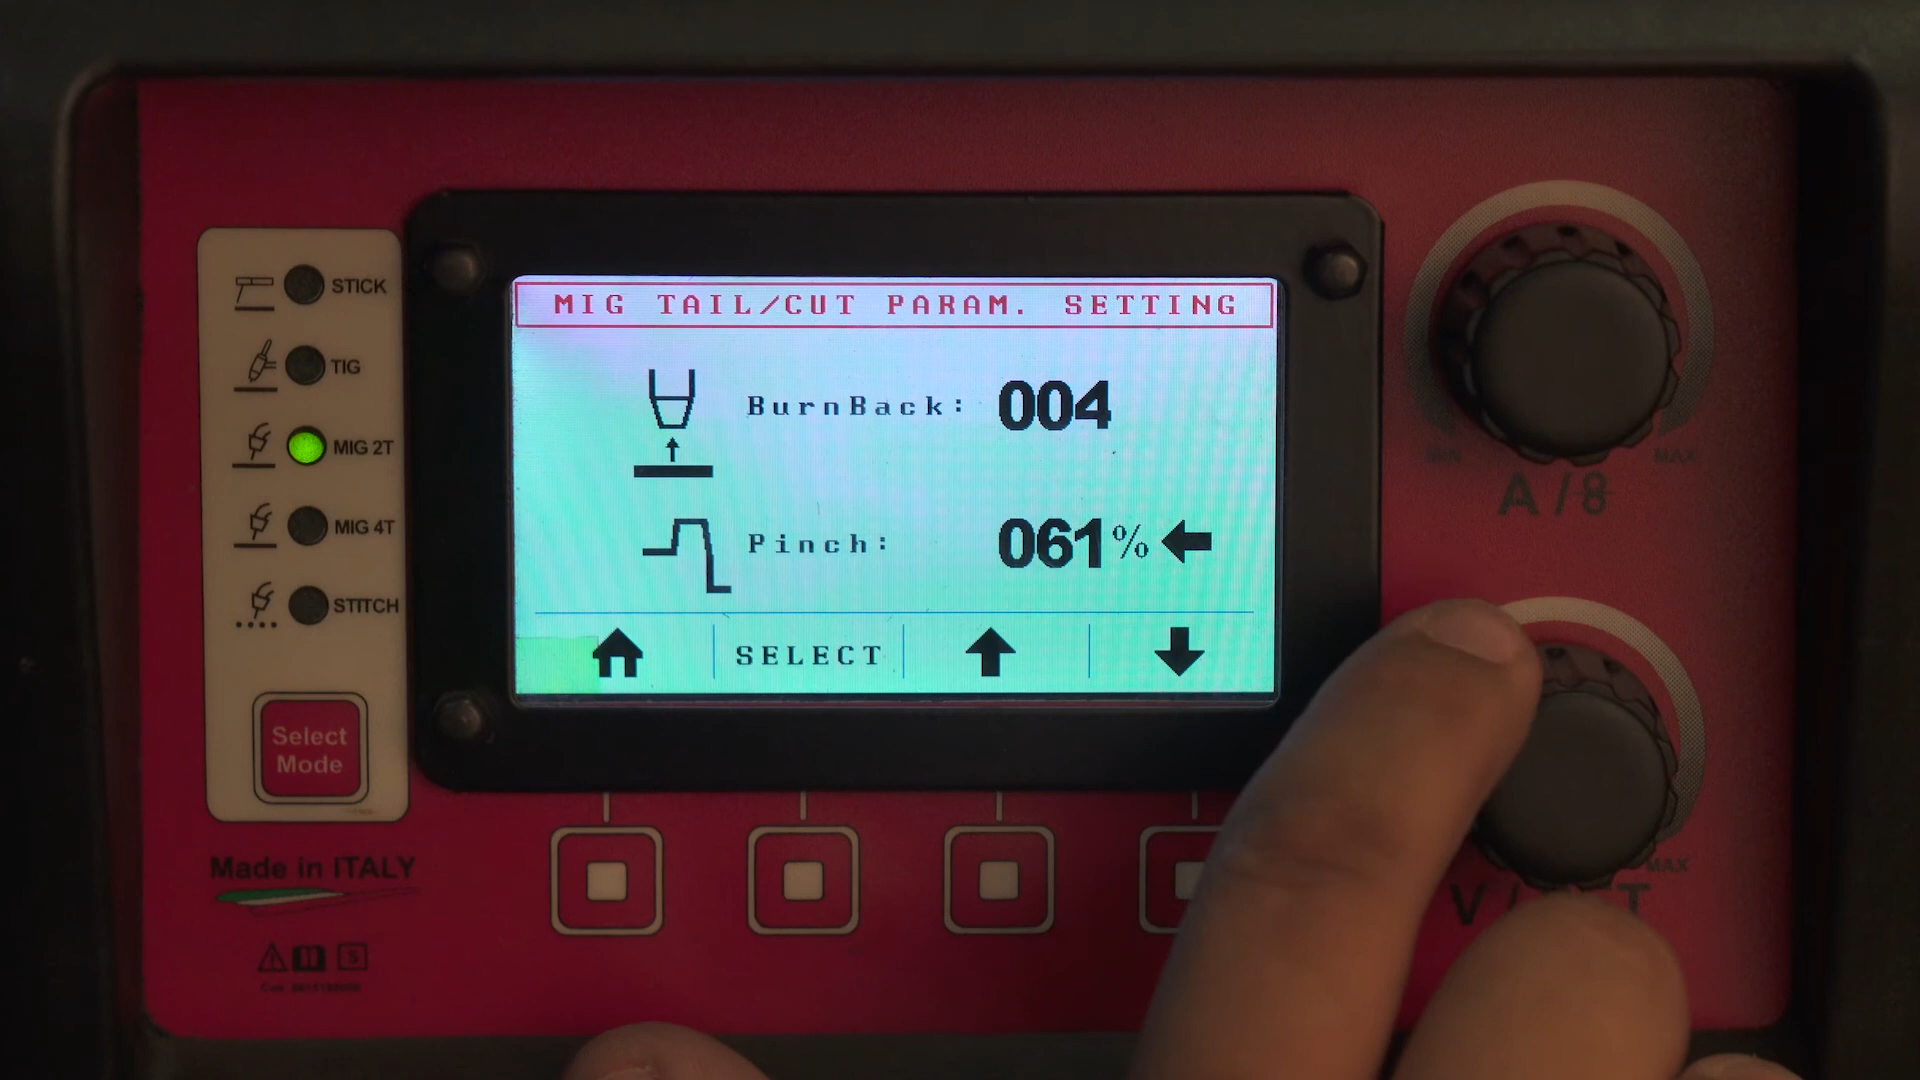 MIG TAIL/CUT PARAM. SETTING
STICK
TIG
MIG 2T
MIG 4T
STITCH
BurnBack: 004
Pinch: 061%
SELECT
Select
Mode
Made in ITALY
MAX
A/8
MAX